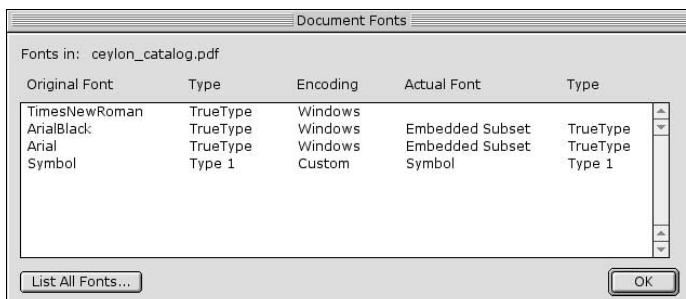 Document Fonts
Fonts in: ceylon_catalog.pdf
Original Font Type Encoding Actual Font Type
TimesNewRoman TrueType Windows
ArialBlack TrueType Windows Embedded Subset TrueType
Arial TrueType Windows Embedded Subset TrueType
Symbol Type 1 Custom Symbol Type 1
List All Fonts... OK